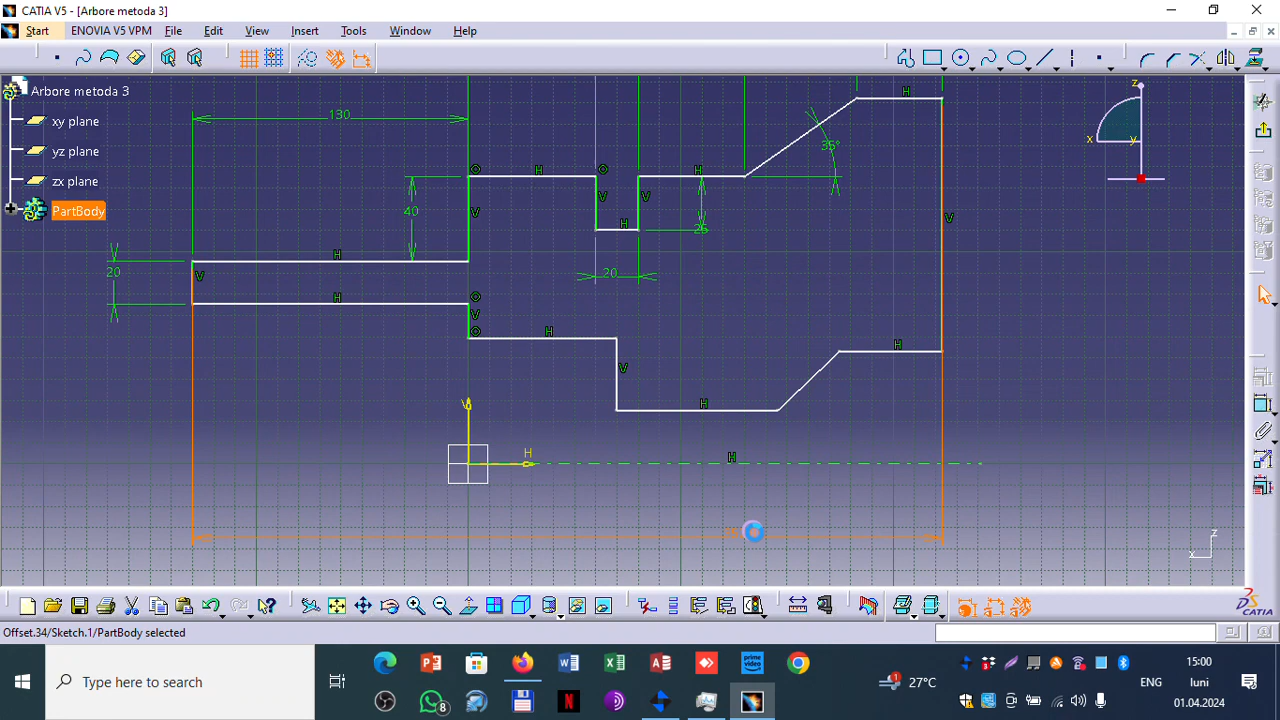 CATIA V5 - [Arbore metoda 3]
Start ENOVIA V5 VPM File Edit View Insert Tools Window Help
Arbore metoda 3
xy plane
yz plane
zx plane
PartBody
130
H
z
x
y
35°
H
H
V
V
40
V
25
V
H
H
20
V
20
H
V
H
H
V
H
V
H
H
z
x
CATIA
Offset.34/Sketch.1/PartBody selected
Type here to search
8
27°C
ENG
15:00
luni
01.04.2024